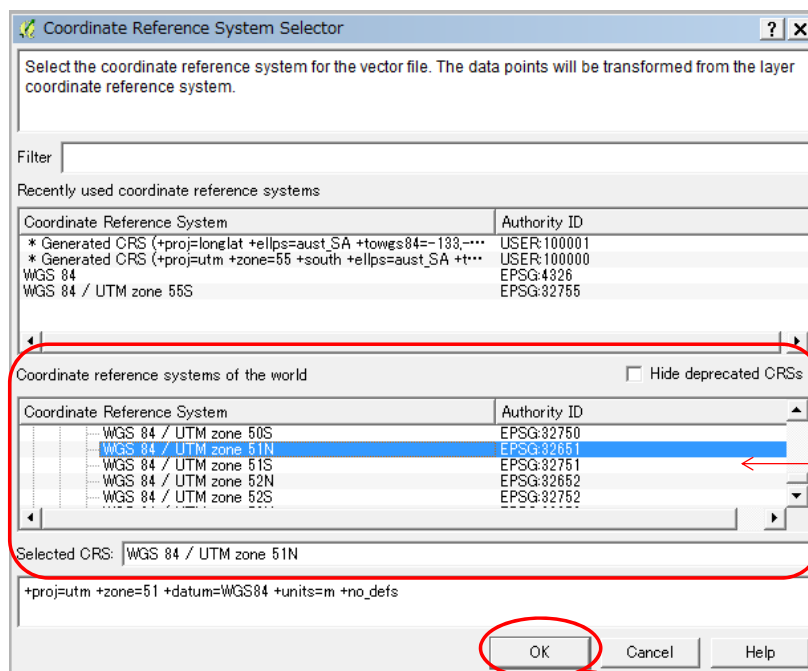 Coordinate Reference System Selector
Select the coordinate reference system for the vector file. The data points will be transformed from the layer
coordinate reference system.
Filter
Recently used coordinate reference systems
Coordinate Reference System Authority ID
* Generated CRS (+proj=longlat +ellps=aust_SA +towgs84=-133,-··· USER:100001
* Generated CRS (+proj=utm +zone=55 +south +ellps=aust_SA +t··· USER:100000
WGS 84 EPSG:4326
WGS 84 / UTM zone 55S EPSG:32755
Coordinate reference systems of the world Hide deprecated CRSs
Coordinate Reference System Authority ID
WGS 84 / UTM zone 50S EPSG:32750
WGS 84 / UTM zone 51N EPSG:32651
WGS 84 / UTM zone 51S EPSG:32751
WGS 84 / UTM zone 52N EPSG:32652
WGS 84 / UTM zone 52S EPSG:32752
Selected CRS: WGS 84 / UTM zone 51N
+proj=utm +zone=51 +datum=WGS84 +units=m +no_defs
OK Cancel Help